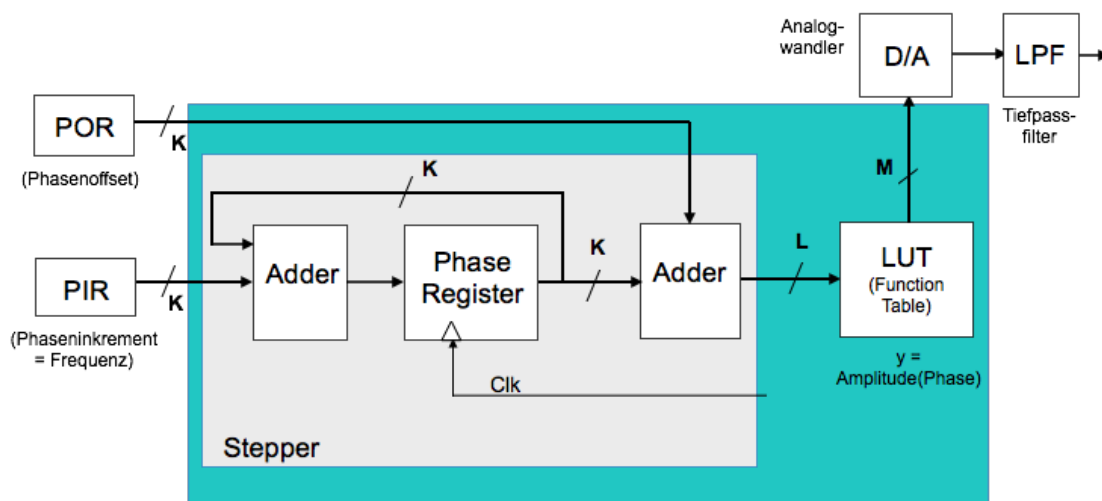 Analog-
wandler
D/A
LPF
Tiefpass-
filter
POR
K
(Phasenoffset)
K
M
PIR
K
(Phaseninkrement
= Frequenz)
Adder
Phase
Register
K
Adder
L
LUT
(Function
Table)
y =
Amplitude(Phase)
Clk
Stepper